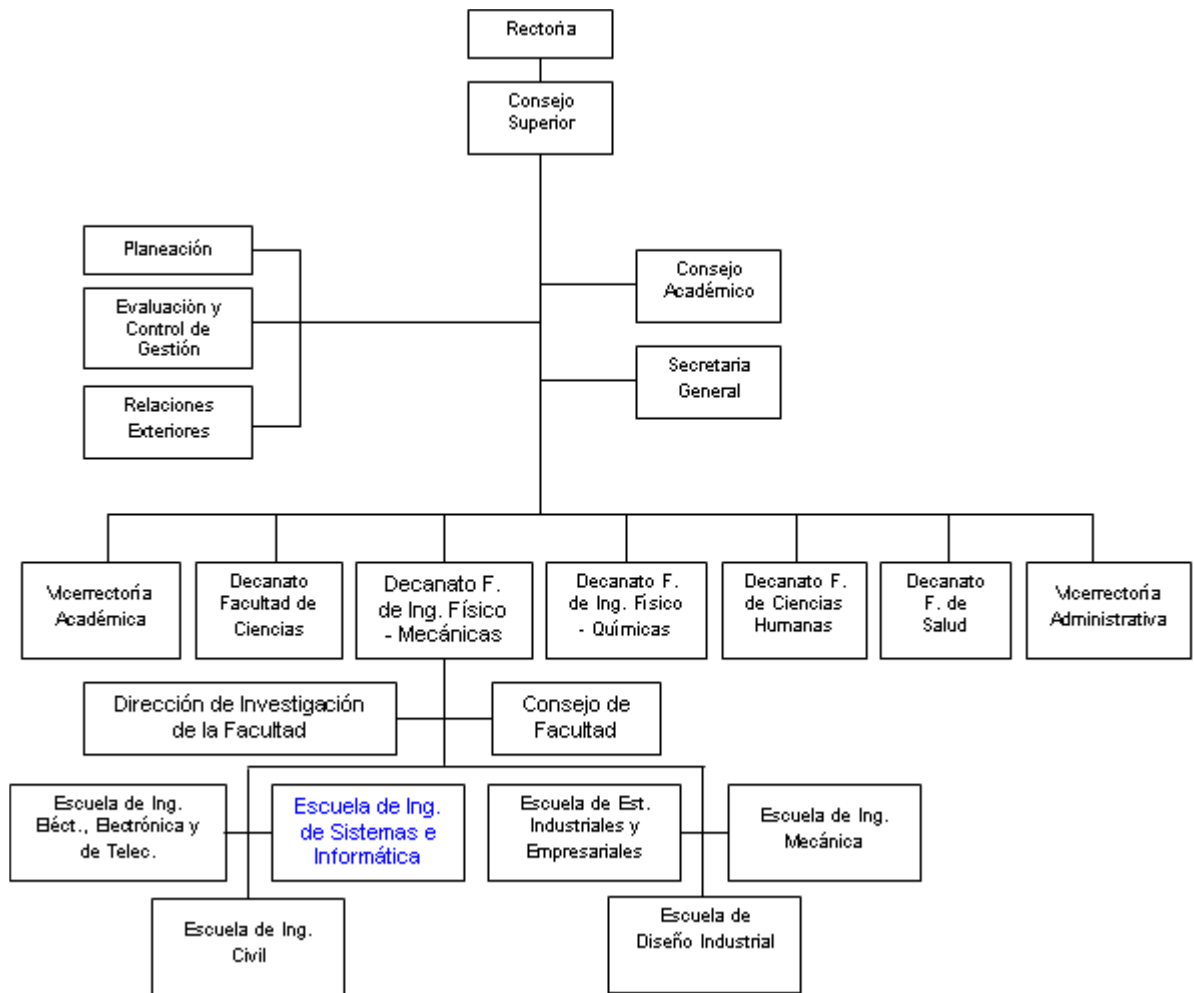 Rectoría
Consejo
Superior
Planeación
Evaluación y
Control de
Gestión
Relaciones
Exteriores
Consejo
Académico
Secretaria
General
Vicerrectoría
Académica
Decanato
Facultad de
Ciencias
Decanato F.
de Ing. Físico
- Mecánicas
Decanato F.
de Ing. Físico
- Químicas
Decanato F.
de Ciencias
Humanas
Decanato
F. de
Salud
Vicerrectoría
Administrativa
Dirección de Investigación
de la Facultad
Consejo de
Facultad
Escuela de Ing.
Eléct., Electrónica y
de Telec.
Escuela de Ing.
de Sistemas e
Informática
Escuela de Est.
Industriales y
Empresariales
Escuela de Ing.
Mecánica
Escuela de Ing.
Civil
Escuela de
Diseño Industrial